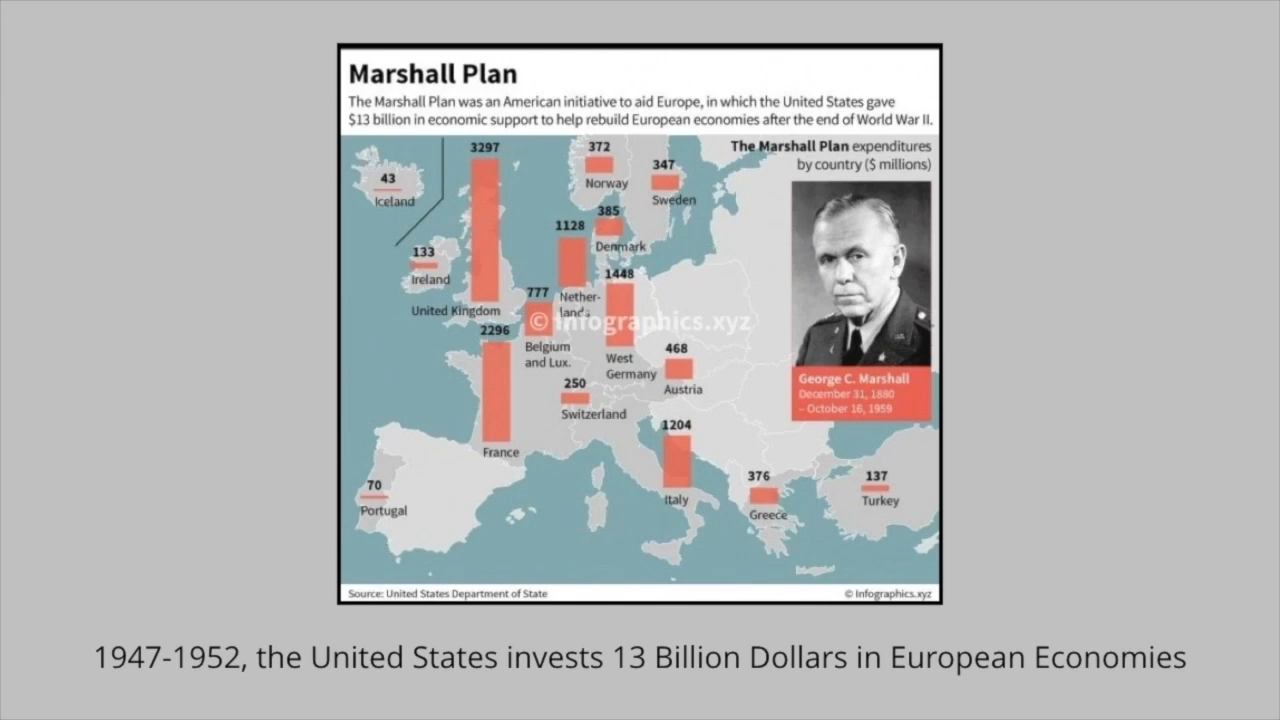 Marshall Plan
The Marshall Plan was an American initiative to aid Europe, in which the United States gave
$13 billion in economic support to help rebuild European economies after the end of World War II.
The Marshall Plan expenditures
by country ($ millions)
43
Iceland
3297
United Kingdom
372
Norway
347
Sweden
385
Denmark
133
Ireland
1128
Nether-
lands
1448
West
Germany
777
Belgium
and Lux.
© Infographics.xyz
2296
France
468
Austria
250
Switzerland
George C. Marshall
December 31, 1880
– October 16, 1959
1204
Italy
70
Portugal
376
Greece
137
Turkey
Source: United States Department of State
© Infographics.xyz
1947-1952, the United States invests 13 Billion Dollars in European Economies